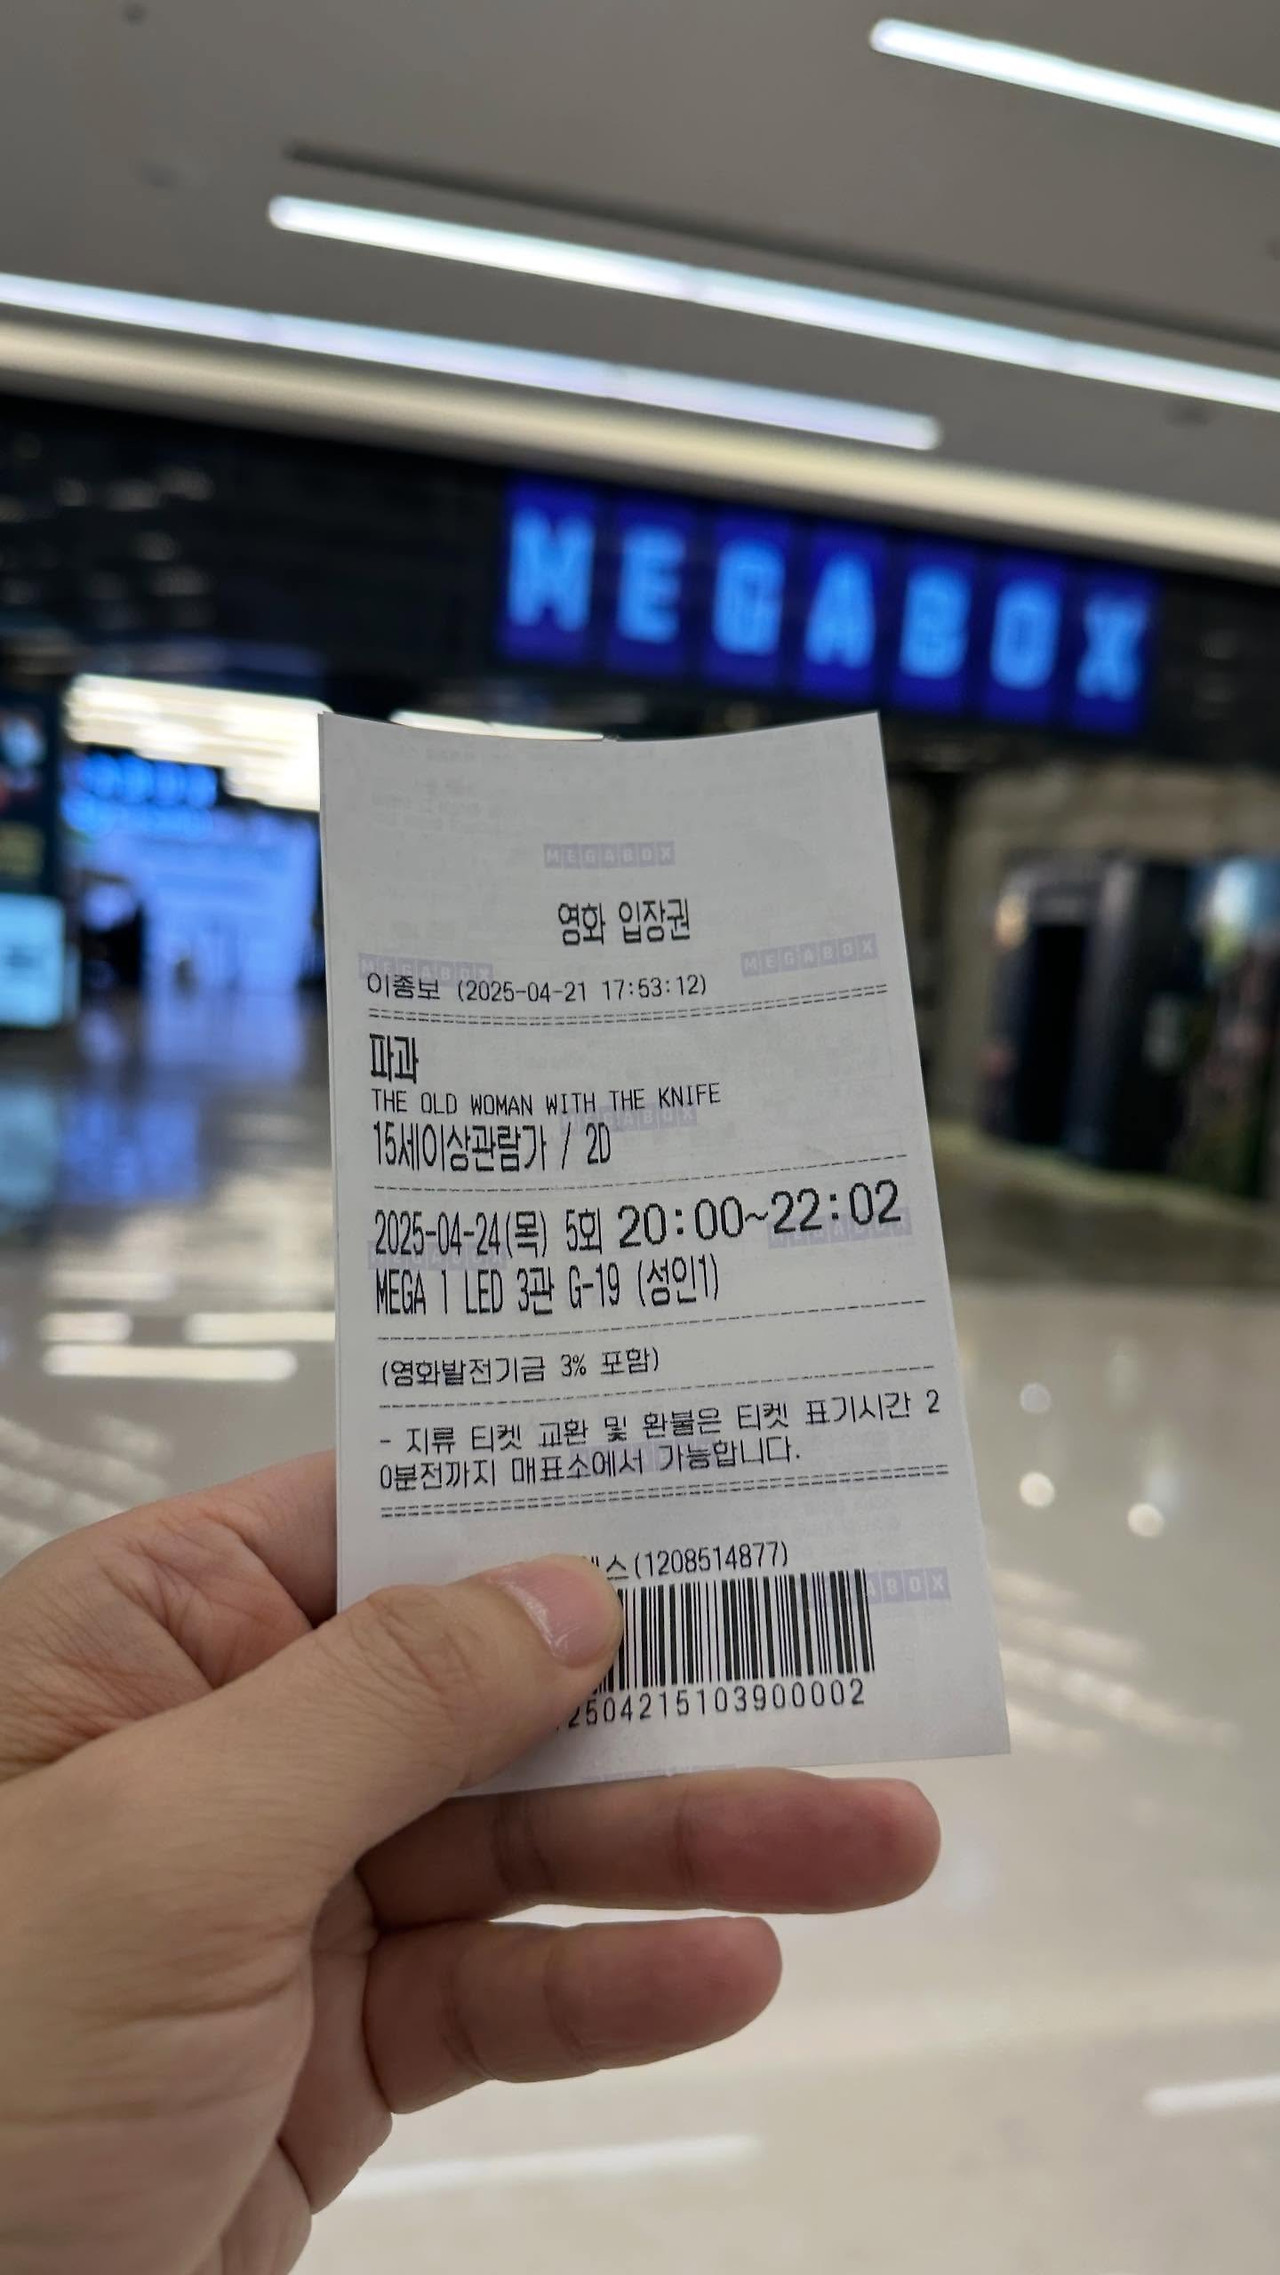 MEGABOX
MEGABOX
영화 입장권
MEGABOX MEGABOX
이종보 (2025-04-21 17:53:12)
파과
THE OLD WOMAN WITH THE KNIFE
15세이상관람가 / 2D
2025-04-24(목) 5회 20:00~22:02
MEGA 1 LED 3관 G-19 (성인1)
(영화발전기금 3% 포함)
- 지류 티켓 교환 및 환불은 티켓 표기시간 2
0분전까지 매표소에서 가능합니다.
스(1208514877)
2504215103900002